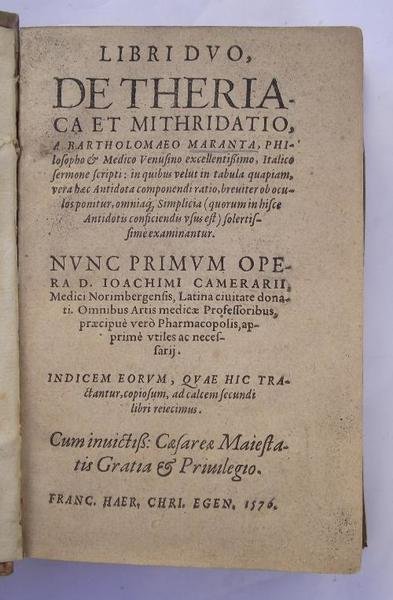 LIBRI DVO,
DE THERIA-
CA ET MITHRIDATIO,
A BARTHOLOMAEO MARANTA, PHI-
losopho & Medico Venusino excellentißimo, Italico
sermone scripti: in quibus velut in tabula quapiam,
vera hæc Antidota componendi ratio, breuiter ob ocu-
los ponitur, omniaq́; Simplicia (quorum in hisce
Antidotis conficiendis vsus est) solertis-
sime examinantur.
NVNC PRIMVM OPE-
RA D. IOACHIMI CAMERARII,
Medici Norimbergensis, Latina ciuitate dona-
ti. Omnibus Artis medicæ Professoribus,
præcipuè verò Pharmacopolis, ap-
primè vtiles ac neces-
sarij.
INDICEM EORVM, QVAE HIC TRA-
ctantur, copiosum, ad calcem secundi
libri reiecimus.
Cum inuictiß: Cæsareæ Maiesta-
tis Gratia & Priuilegio.
FRANC. HAER. CHRI. EGEN. 1576.